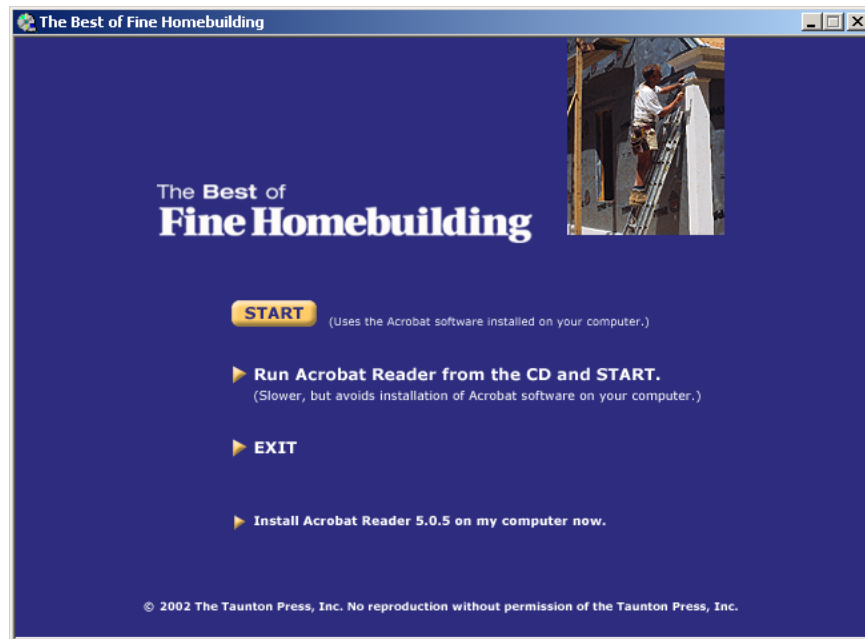 The Best of Fine Homebuilding
The Best of
Fine Homebuilding
START (Uses the Acrobat software installed on your computer.)
Run Acrobat Reader from the CD and START.
(Slower, but avoids installation of Acrobat software on your computer.)
EXIT
Install Acrobat Reader 5.0.5 on my computer now.
© 2002 The Taunton Press, Inc. No reproduction without permission of the Taunton Press, Inc.